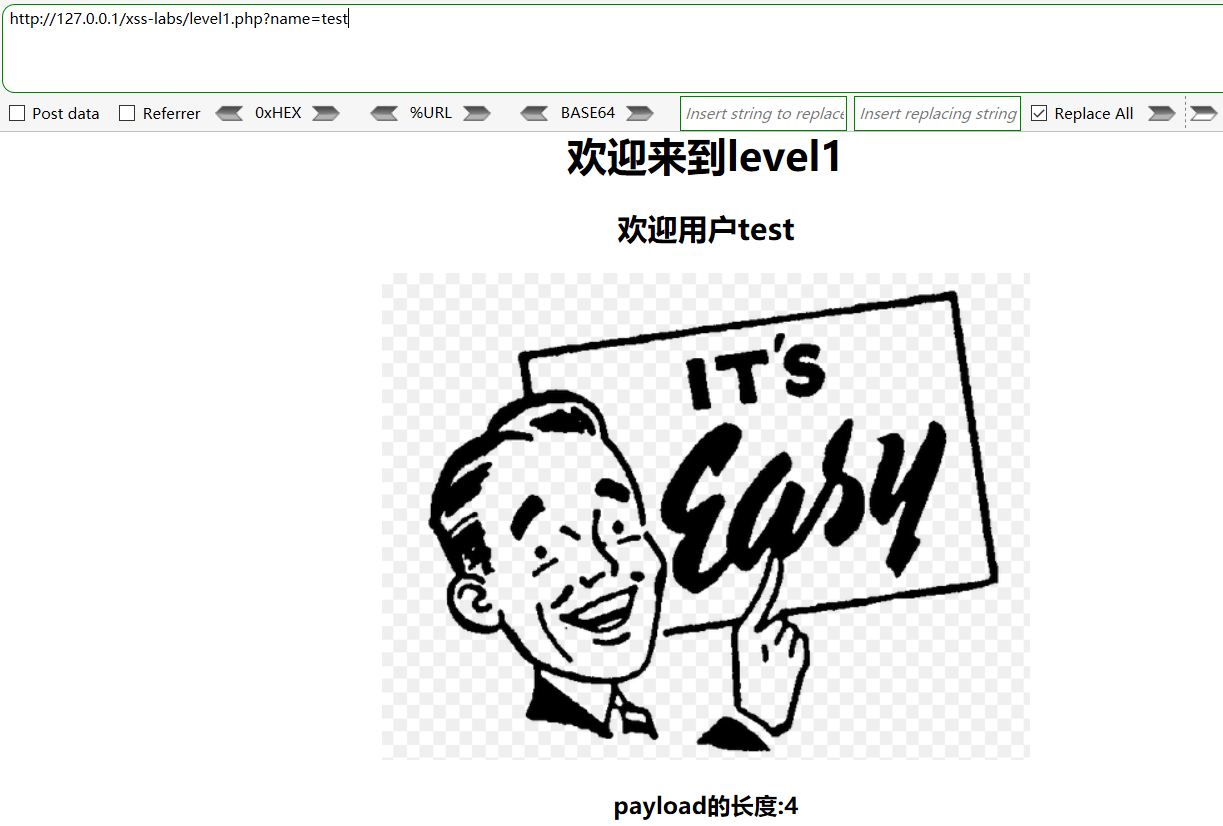 http://127.0.0.1/xss-labs/level1.php?name=test
Post data Referrer 0xHEX %URL BASE64 Insert string to replace Insert replacing string Replace All
欢迎来到level1
欢迎用户test
IT'S
Easy
payload的长度:4